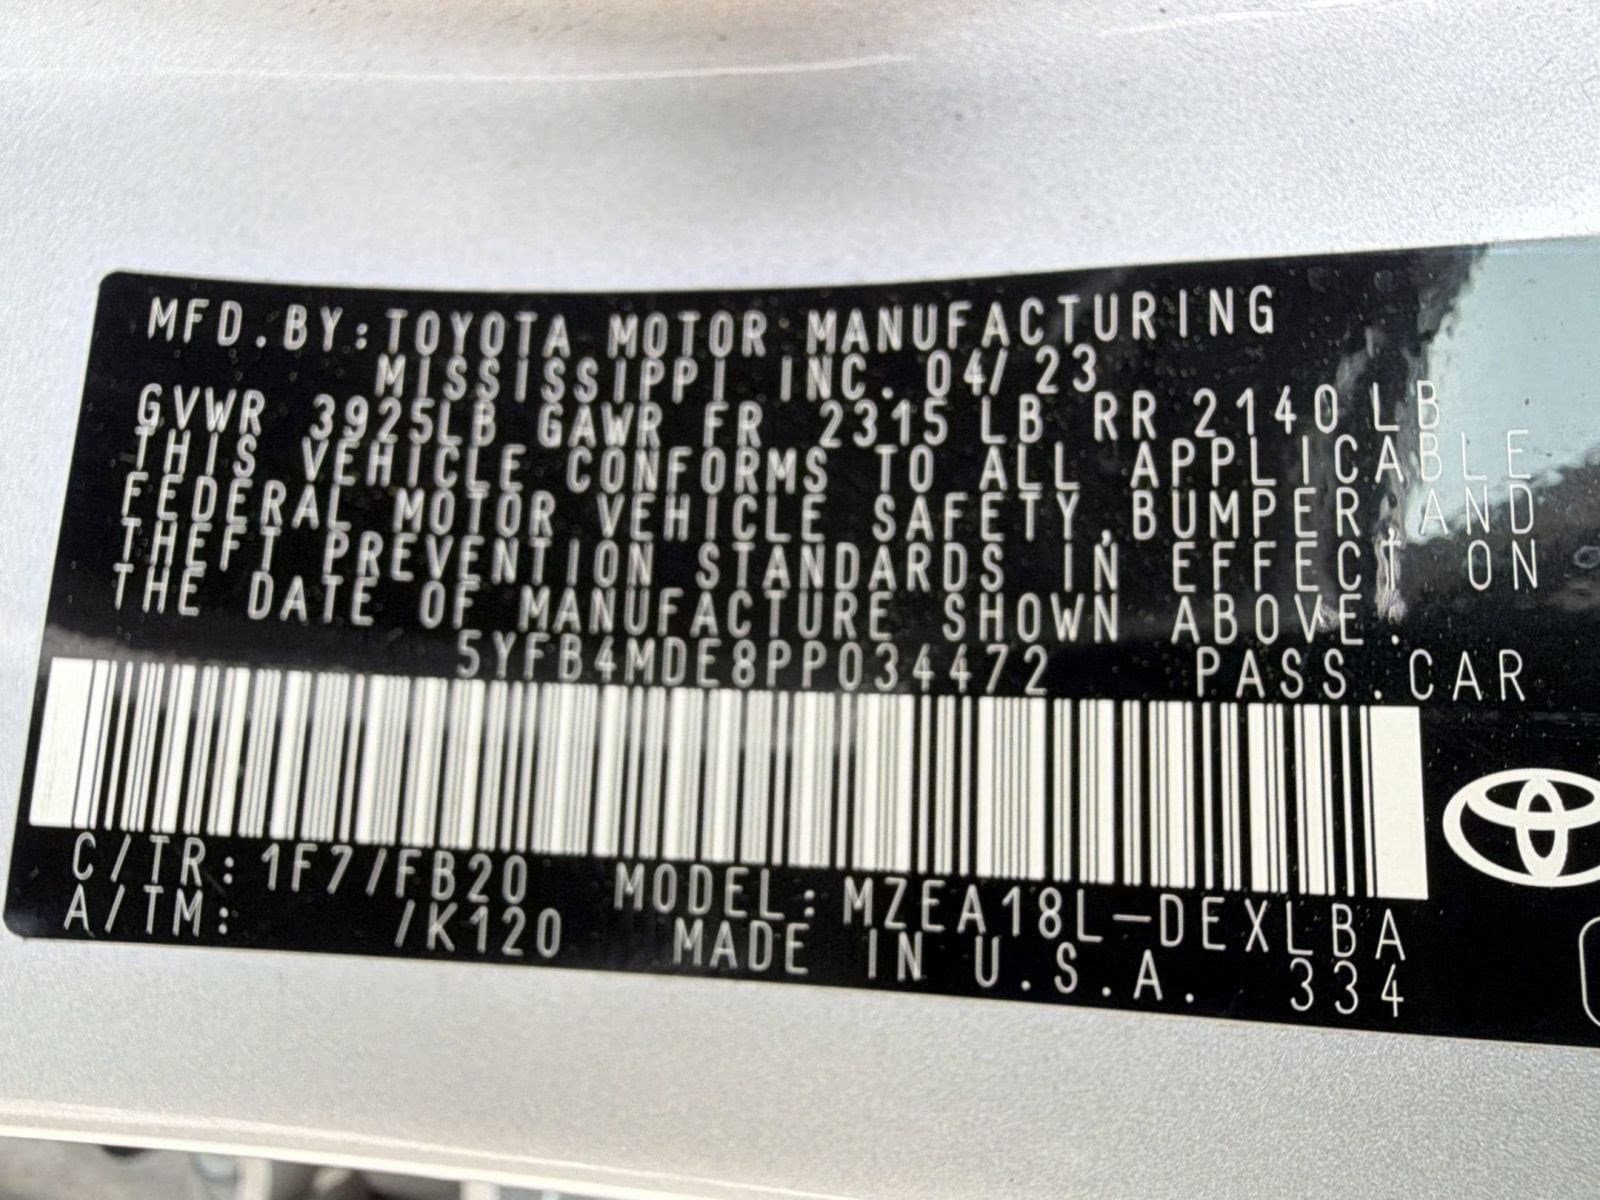 MFD.BY:TOYOTA MOTOR MANUFACTURING
MISSISSIPPI INC. 04/23
GVWR 3925LB GAWR FR 2315 LB RR 2140 LB
THIS VEHICLE CONFORMS TO ALL APPLICABLE
FEDERAL MOTOR VEHICLE SAFETY,BUMPER,AND
THEFT PREVENTION STANDARDS IN EFFECT ON
THE DATE OF MANUFACTURE SHOWN ABOVE.
5YFB4MDE8PP034472 PASS.CAR
C/TR: 1F7/FB20 MODEL: MZEA18L-DEXLBA
A/TM: /K120 MADE IN U.S.A. 334